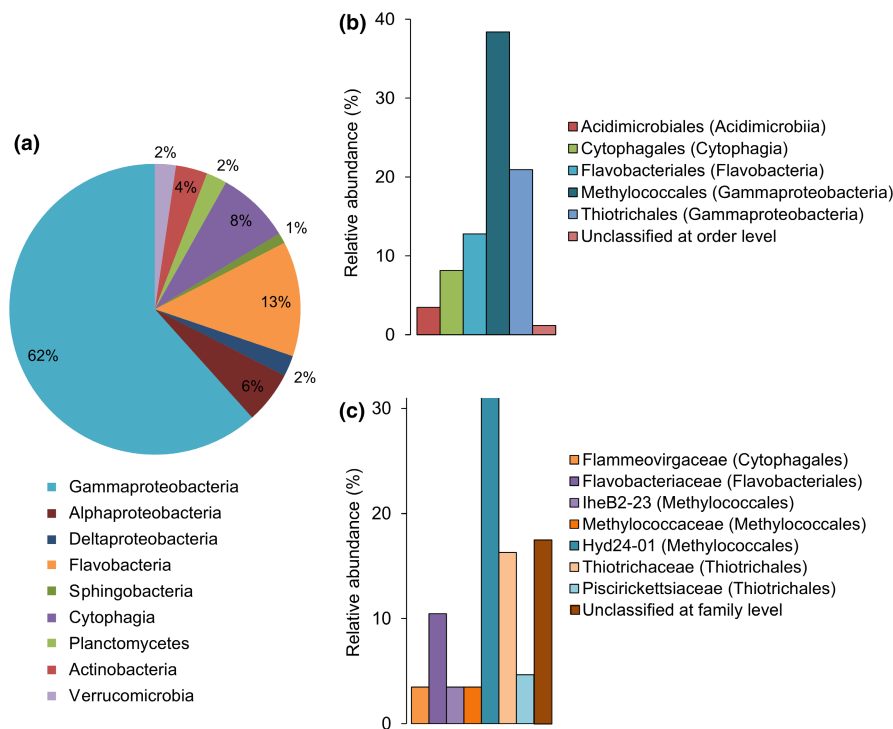 (a)
2%
4%
2%
8%
1%
13%
2%
6%
62%
Gammaproteobacteria
Alphaproteobacteria
Deltaproteobacteria
Flavobacteria
Sphingobacteria
Cytophagia
Planctomycetes
Actinobacteria
Verrucomicrobia
(b)
Relative abundance (%)
40
30
20
10
0
Acidimicrobiales (Acidimicrobiia)
Cytophagales (Cytophagia)
Flavobacteriales (Flavobacteria)
Methylococcales (Gammaproteobacteria)
Thiotrichales (Gammaproteobacteria)
Unclassified at order level
(c)
Relative abundance (%)
30
20
10
0
Flammeovirgaceae (Cytophagales)
Flavobacteriaceae (Flavobacteriales)
IheB2-23 (Methylococcales)
Methylococcaceae (Methylococcales)
Hyd24-01 (Methylococcales)
Thiotrichaceae (Thiotrichales)
Piscirickettsiaceae (Thiotrichales)
Unclassified at family level